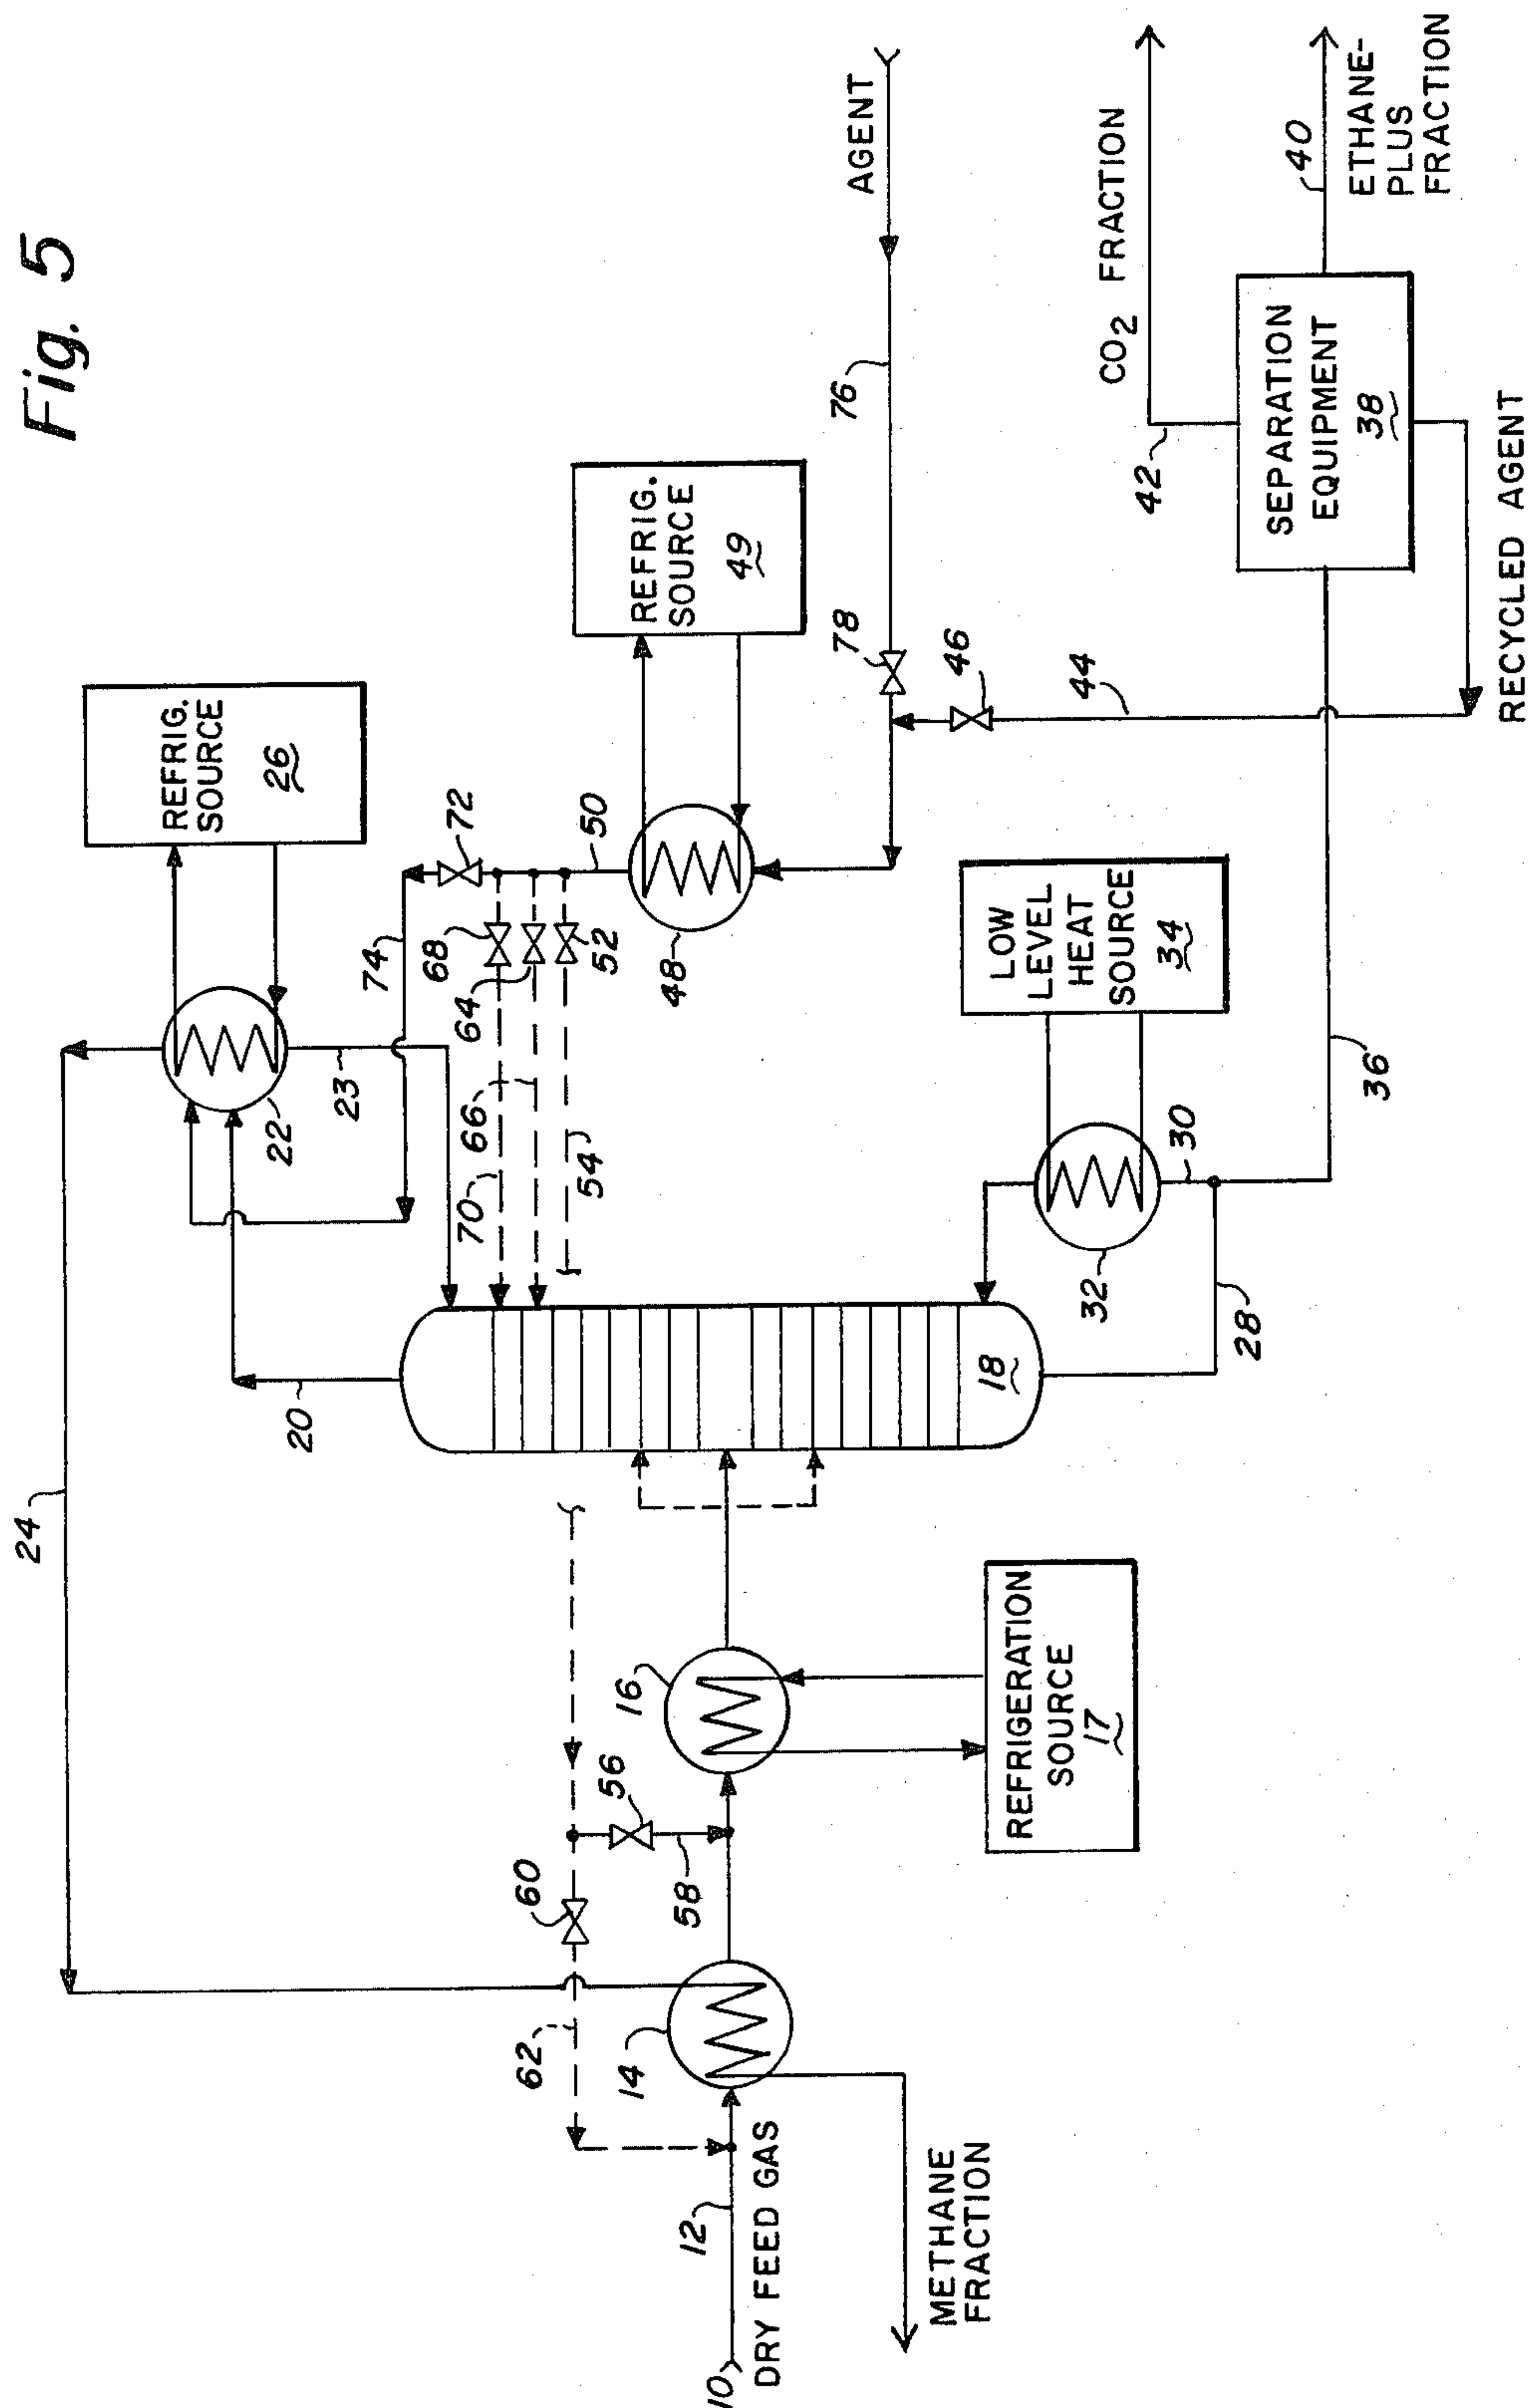 Fig. 5
24
20
22
23
REFRIG.
SOURCE
26
74
72
68
64
70
66
54
52
50
48
REFRIG.
SOURCE
49
AGENT
76
78
46
44
CO2 FRACTION
42
SEPARATION
EQUIPMENT
38
40
ETHANE-
PLUS
FRACTION
RECYCLED AGENT
LOW
LEVEL
HEAT
SOURCE
34
32
30
36
28
18
62
60
56
58
16
14
REFRIGERATION
SOURCE
17
10
12
DRY FEED GAS
METHANE
FRACTION